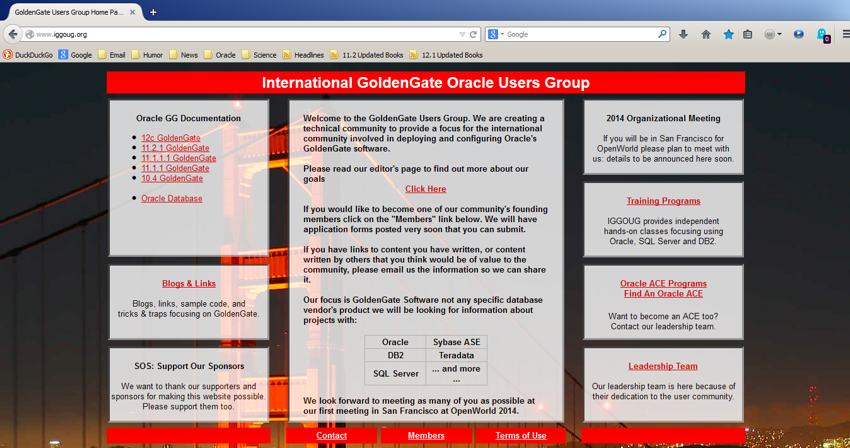 GoldenGate Users Group Home Pa...
www.iggoug.org
Google
DuckDuckGo Google Email Humor News Oracle Science Headlines 11.2 Updated Books 12.1 Updated Books
0
International GoldenGate Oracle Users Group
Oracle GG Documentation
12c GoldenGate
11.2.1 GoldenGate
11.1.1.1 GoldenGate
11.1.1 GoldenGate
10.4 GoldenGate
Oracle Database
Blogs & Links
Blogs, links, sample code, and
tricks & traps focusing on GoldenGate.
SOS: Support Our Sponsors
We want to thank our supporters and
sponsors for making this website possible.
Please support them too.
Welcome to the GoldenGate Users Group. We are creating a
technical community to provide a focus for the international
community involved in deploying and configuring Oracle's
GoldenGate software.
Please read our editor's page to find out more about our
goals
Click Here
If you would like to become one of our community's founding
members click on the "Members" link below. We will have
application forms posted very soon that you can submit.
If you have links to content you have written, or content
written by others that you think would be of value to the
community, please email us the information so we can share
it.
Our focus is GoldenGate Software not any specific database
vendor's product we will be looking for information about
projects with:
Oracle Sybase ASE
DB2 Teradata
SQL Server ... and more
...
We look forward to meeting as many of you as possible at
our first meeting in San Francisco at OpenWorld 2014.
2014 Organizational Meeting
If you will be in San Francisco for
OpenWorld please plan to meet with
us: details to be announced here soon.
Training Programs
IGGOUG provides independent
hands-on classes focusing using
Oracle, SQL Server and DB2.
Oracle ACE Programs
Find An Oracle ACE
Want to become an ACE too?
Contact our leadership team.
Leadership Team
Our leadership team is here because of
their dedication to the user community.
Contact Members Terms of Use